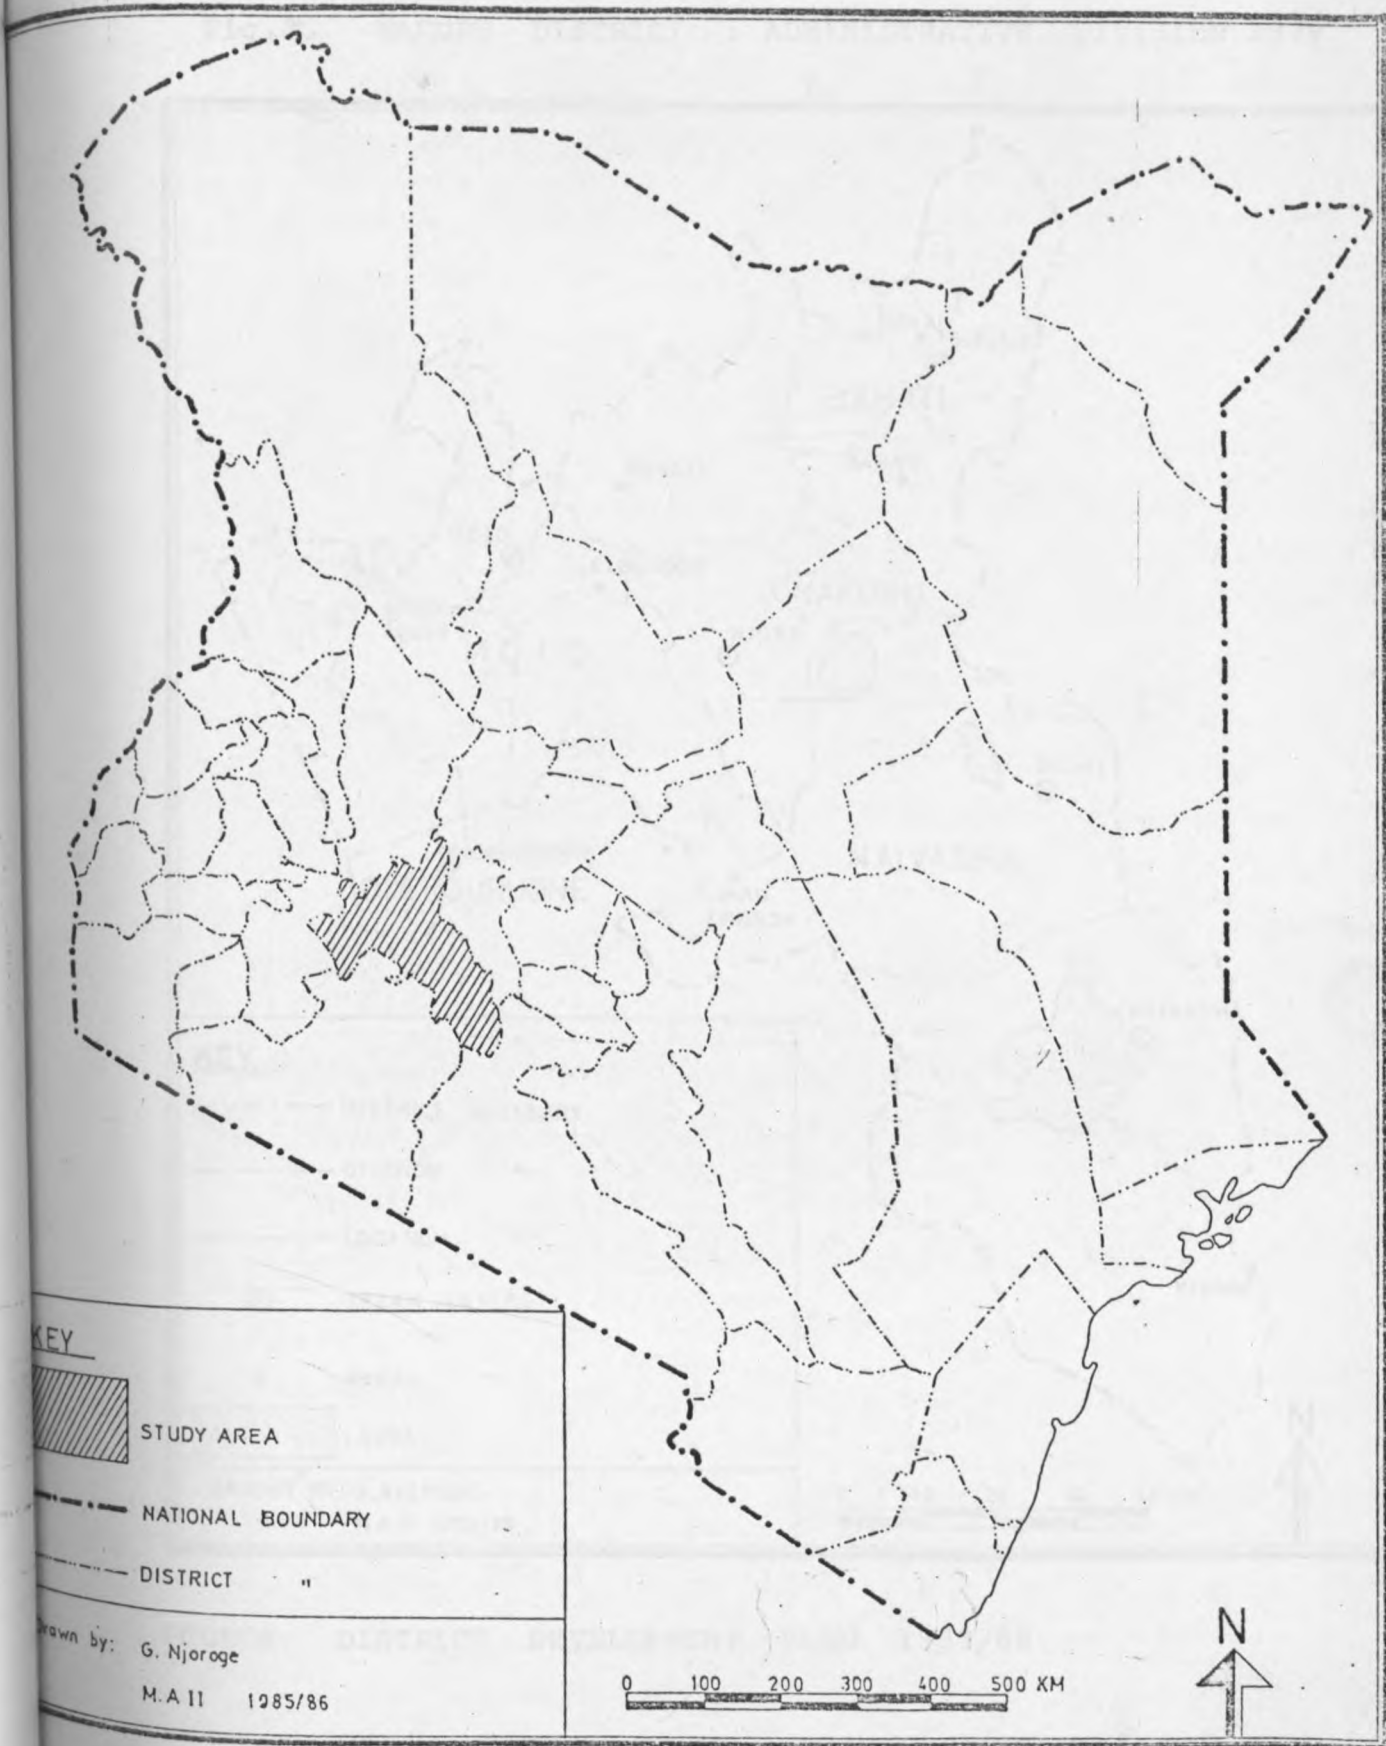 KEY
STUDY AREA
NATIONAL BOUNDARY
DISTRICT "
Drawn by: G. Njoroge
M.A II 1985/86
0 100 200 300 400 500 KM
N